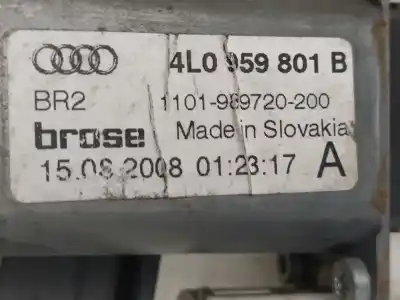 4L0 959 801 B
BR2 1101-989720-200
brose Made in Slovakia
15.08.2008 01:23:17 A